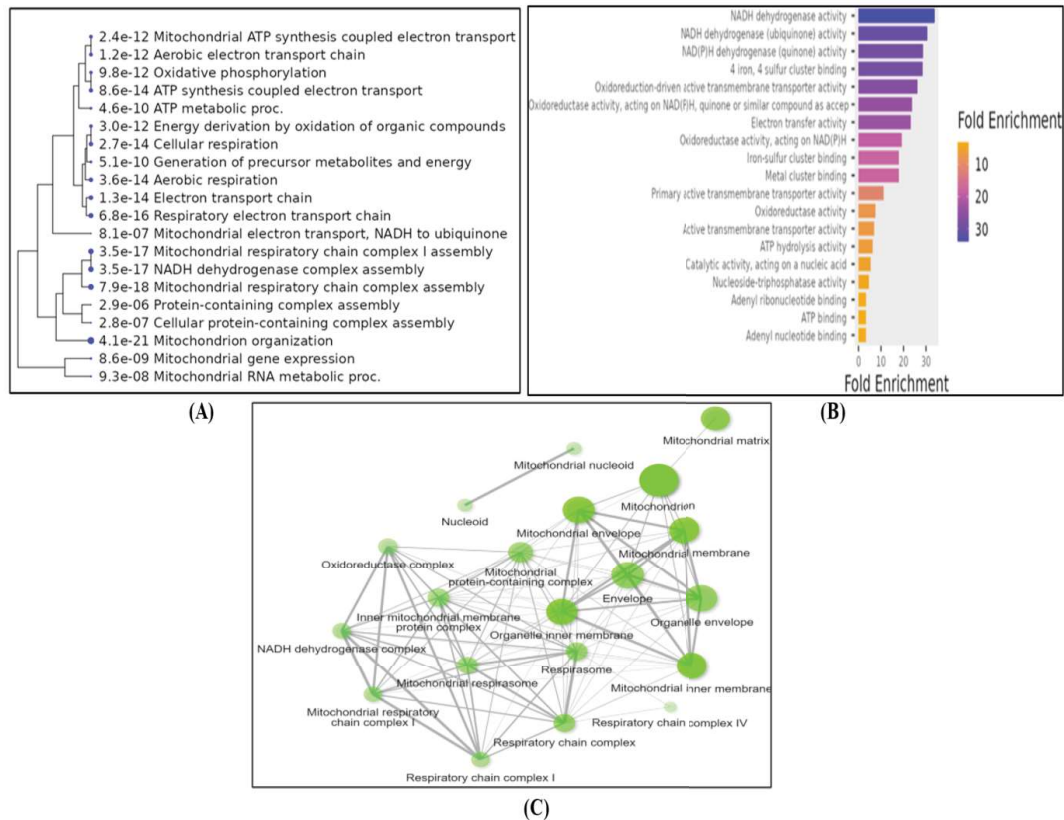 2.4e-12 Mitochondrial ATP synthesis coupled electron transport
1.2e-12 Aerobic electron transport chain
9.8e-12 Oxidative phosphorylation
8.6e-14 ATP synthesis coupled electron transport
4.6e-10 ATP metabolic proc.
3.0e-12 Energy derivation by oxidation of organic compounds
2.7e-14 Cellular respiration
5.1e-10 Generation of precursor metabolites and energy
3.6e-14 Aerobic respiration
1.3e-14 Electron transport chain
6.8e-16 Respiratory electron transport chain
8.1e-07 Mitochondrial electron transport, NADH to ubiquinone
3.5e-17 Mitochondrial respiratory chain complex I assembly
3.5e-17 NADH dehydrogenase complex assembly
7.9e-18 Mitochondrial respiratory chain complex assembly
2.9e-06 Protein-containing complex assembly
2.8e-07 Cellular protein-containing complex assembly
4.1e-21 Mitochondrion organization
8.6e-09 Mitochondrial gene expression
9.3e-08 Mitochondrial RNA metabolic proc.
(A)
NADH dehydrogenase activity
NADH dehydrogenase (ubiquinone) activity
NAD(P)H dehydrogenase (quinone) activity
4 iron, 4 sulfur cluster binding
Oxidoreduction-driven active transmembrane transporter activity
Oxidoreductase activity, acting on NAD(P)H, quinone or similar compound as accep
Electron transfer activity
Oxidoreductase activity, acting on NAD(P)H
Iron-sulfur cluster binding
Metal cluster binding
Primary active transmembrane transporter activity
Oxidoreductase activity
Active transmembrane transporter activity
ATP hydrolysis activity
Catalytic activity, acting on a nucleic acid
Nucleoside-triphosphatase activity
Adenyl ribonucleotide binding
ATP binding
Adenyl nucleotide binding
0 10 20 30
Fold Enrichment
Fold Enrichment
10
20
30
(B)
Mitochondrial matrix
Mitochondrial nucleoid
Mitochondrion
Nucleoid
Mitochondrial envelope
Mitochondrial membrane
Oxidoreductase complex
Mitochondrial
protein-containing complex
Envelope
Inner mitochondrial membrane
protein complex
Organelle envelope
Organelle inner membrane
NADH dehydrogenase complex
Respirasome
Mitochondrial respirasome
Mitochondrial inner membrane
Mitochondrial respiratory
chain complex I
Respiratory chain complex IV
Respiratory chain complex
Respiratory chain complex I
(C)